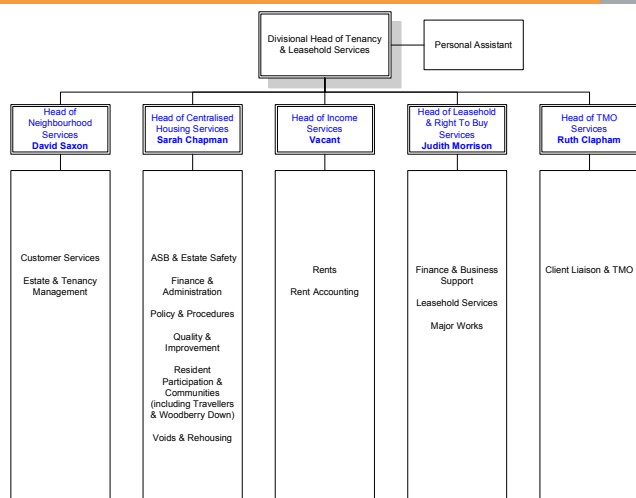 Divisional Head of Tenancy
& Leasehold Services
Personal Assistant
Head of
Neighbourhood
Services
David Saxon
Head of Centralised
Housing Services
Sarah Chapman
Head of Income
Services
Vacant
Head of Leasehold
& Right To Buy
Services
Judith Morrison
Head of TMO
Services
Ruth Clapham
Customer Services
Estate & Tenancy
Management
ASB & Estate Safety
Finance &
Administration
Policy & Procedures
Quality &
Improvement
Resident
Participation &
Communities
(including Travellers
& Woodberry Down)
Voids & Rehousing
Rents
Rent Accounting
Finance & Business
Support
Leasehold Services
Major Works
Client Liaison & TMO